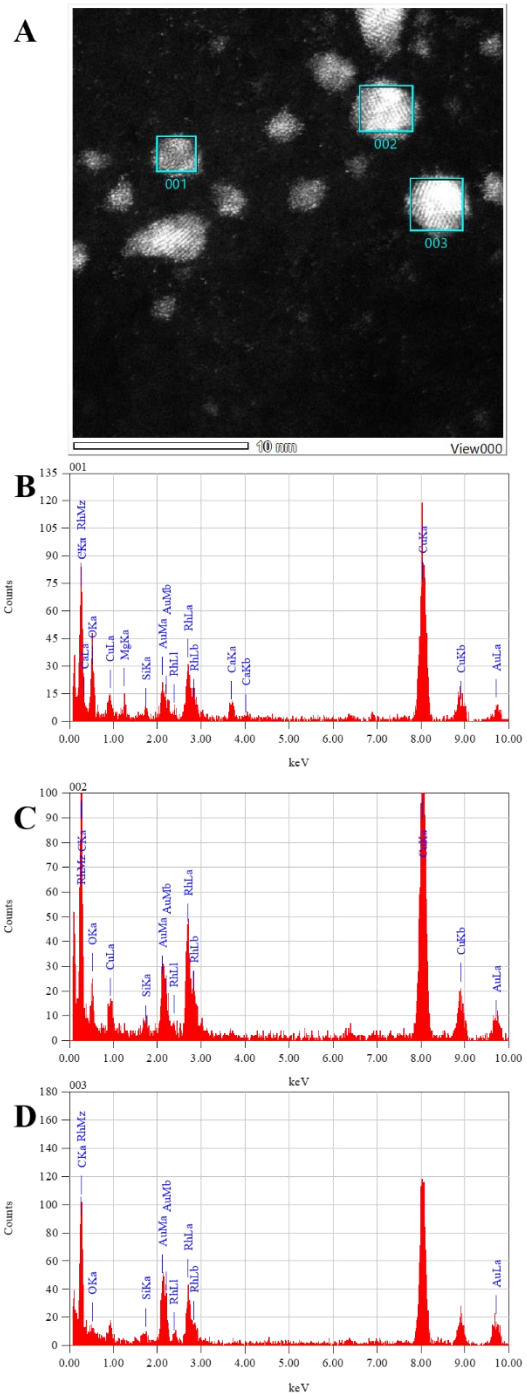 A
001
002
003
10 nm
View000
B
001
135
120
105
90
75
60
45
30
15
0
Counts
CKa RhMz
CaLa
OKa
CuLa
MgKa
SiKa
AuMa
AuMb
RhLl
RhLa
RhLb
CaKa
CaKb
CuKa
CuKb
AuLa
0.00 1.00 2.00 3.00 4.00 5.00 6.00 7.00 8.00 9.00 10.00
keV
C
002
100
90
80
70
60
50
40
30
20
10
0
Counts
RhMz CKa
OKa
CuLa
SiKa
AuMa
AuMb
RhLl
RhLa
RhLb
CuKa
CuKb
AuLa
0.00 1.00 2.00 3.00 4.00 5.00 6.00 7.00 8.00 9.00 10.00
keV
D
003
180
160
140
120
100
80
60
40
20
0
Counts
CKa RhMz
OKa
SiKa
AuMa
AuMb
RhLl
RhLa
RhLb
AuLa
0.00 1.00 2.00 3.00 4.00 5.00 6.00 7.00 8.00 9.00 10.00
keV